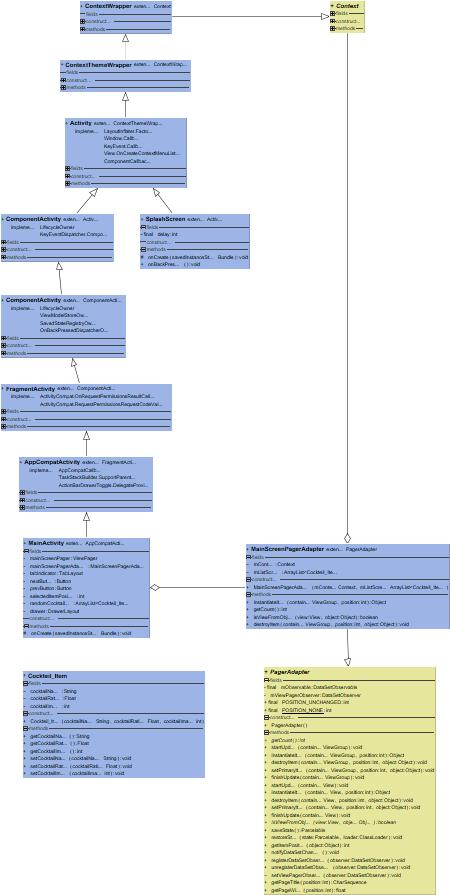 ContextWrapper exten... Context
fields
construct...
methods
Context
fields
construct...
methods
ContextThemeWrapper exten... ContextWrap...
fields
construct...
methods
Activity exten... ContextThemeWrap...
impleme... LayoutInflater.Facto...
Window.Callb...
KeyEvent.Callb...
View.OnCreateContextMenuList...
ComponentCallbac...
fields
construct...
methods
ComponentActivity exten... Activ...
impleme... LifecycleOwner
KeyEventDispatcher.Compo...
fields
construct...
methods
SplashScreen exten... Activ...
fields
- final delay: int
construct...
methods
# onCreate (savedInstanceSt... Bundle ): void
+ onBackPres... (): void
ComponentActivity exten... ComponentActi...
impleme... LifecycleOwner
ViewModelStoreOw...
SavedStateRegistryOw...
OnBackPressedDispatcherO...
fields
construct...
methods
FragmentActivity exten... ComponentActi...
impleme... ActivityCompat.OnRequestPermissionsResultCall...
ActivityCompat.RequestPermissionsRequestCodeVali...
fields
construct...
methods
AppCompatActivity exten... FragmentActi...
impleme... AppCompatCallb...
TaskStackBuilder.SupportParent...
ActionBarDrawerToggle.DelegateProvi...
fields
construct...
methods
MainActivity exten... AppCompatActi...
fields
- mainScreenPager: ViewPager
- mainScreenPagerAda... : MainScreenPagerAda...
- tabIndicator: TabLayout
- nextBut... : Button
- prevButton: Button
- selectedItemPosi... : int
- randomCocktail... : ArrayList<Cocktail_Ite...
- drawer: DrawerLayout
construct...
methods
# onCreate (savedInstanceSt... Bundle ): void
MainScreenPagerAdapter exten... PagerAdapter
fields
- mCont... : Context
- mListScr... : ArrayList<Cocktail_Ite...
construct...
+ MainScreenPagerAda... (mConte... Context, mListScre... ArrayList<Cocktail_Ite... )
methods
+ instantiateIt... (contain... ViewGroup, position: int): Object
+ getCount(): int
+ isViewFromObj... (view: View, object: Object): boolean
+ destroyItem (contain... ViewGroup, position: int, object: Object): void
Cocktail_Item
fields
- cocktailNa... : String
- cocktailRat... : Float
- cocktailIm... : int
construct...
+ Cocktail_It... (cocktailNa... String, cocktailRati... Float, cocktailIma... int )
methods
+ getCocktailNa... (): String
+ getCocktailRat... (): Float
+ getCocktailIm... (): int
+ setCocktailNa... (cocktailNa... String ): void
+ setCocktailRat... (cocktailRati... Float ): void
+ setCocktailIm... (cocktailIma... int ): void
PagerAdapter
fields
- final mObservable: DataSetObservable
- mViewPagerObserver: DataSetObserver
+ final POSITION_UNCHANGED: int
+ final POSITION_NONE: int
construct...
+ PagerAdapter()
methods
+ getCount(): int
+ startUpd... (contain... ViewGroup ): void
+ instantiateIt... (contain... ViewGroup, position: int): Object
+ destroyItem (contain... ViewGroup, position: int, object: Object): void
+ setPrimaryIt... (contain... ViewGroup, position: int, object: Object): void
+ finishUpdate (contain... ViewGroup ): void
+ startUpd... (contain... View ): void
+ instantiateIt... (contain... View, position: int): Object
+ destroyItem (contain... View, position: int, object: Object): void
+ setPrimaryIt... (contain... View, position: int, object: Object): void
+ finishUpdate (contain... View ): void
+ isViewFromObj... (view: View, obje... Obj... ): boolean
+ saveState(): Parcelable
+ restoreSt... (state: Parcelable, loader: ClassLoader): void
+ getItemPosit... (object: Object): int
+ notifyDataSetChan... (): void
+ registerDataSetObser... (observer: DataSetObserver): void
+ unregisterDataSetObse... (observer: DataSetObserver): void
setViewPagerObser... (observer: DataSetObserver): void
+ getPageTitle (position: int): CharSequence
+ getPageWi... (position: int): float